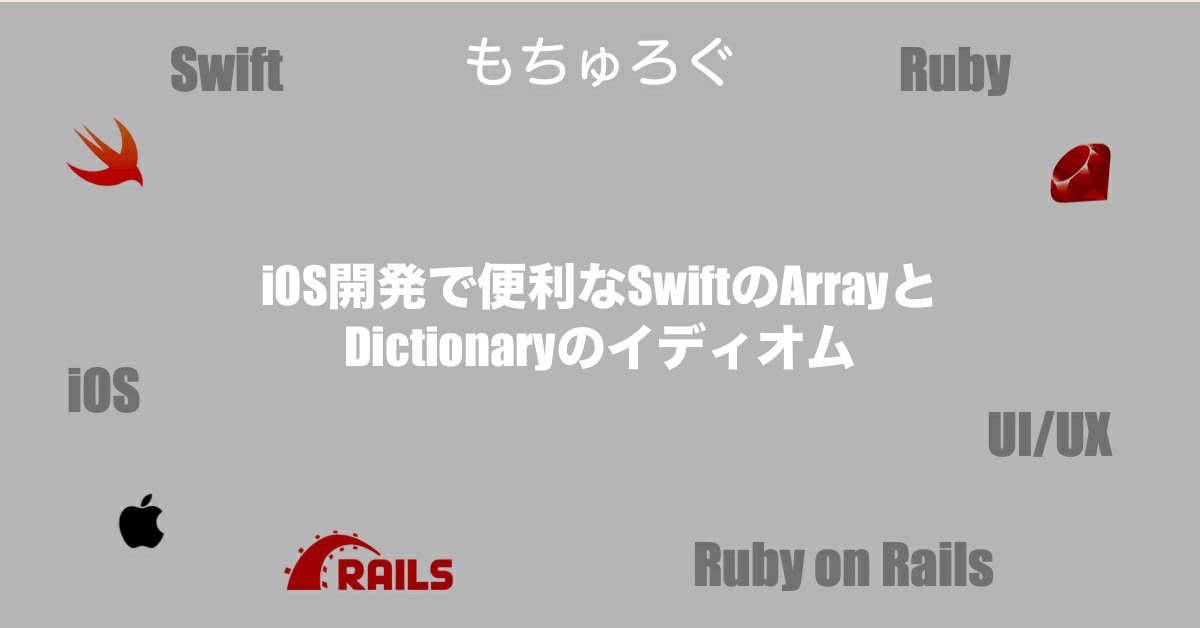 Swift
もちゅろぐ
Ruby
iOS開発で便利なSwiftのArrayと
Dictionaryのイディオム
iOS
UI/UX
RAILS
Ruby on Rails